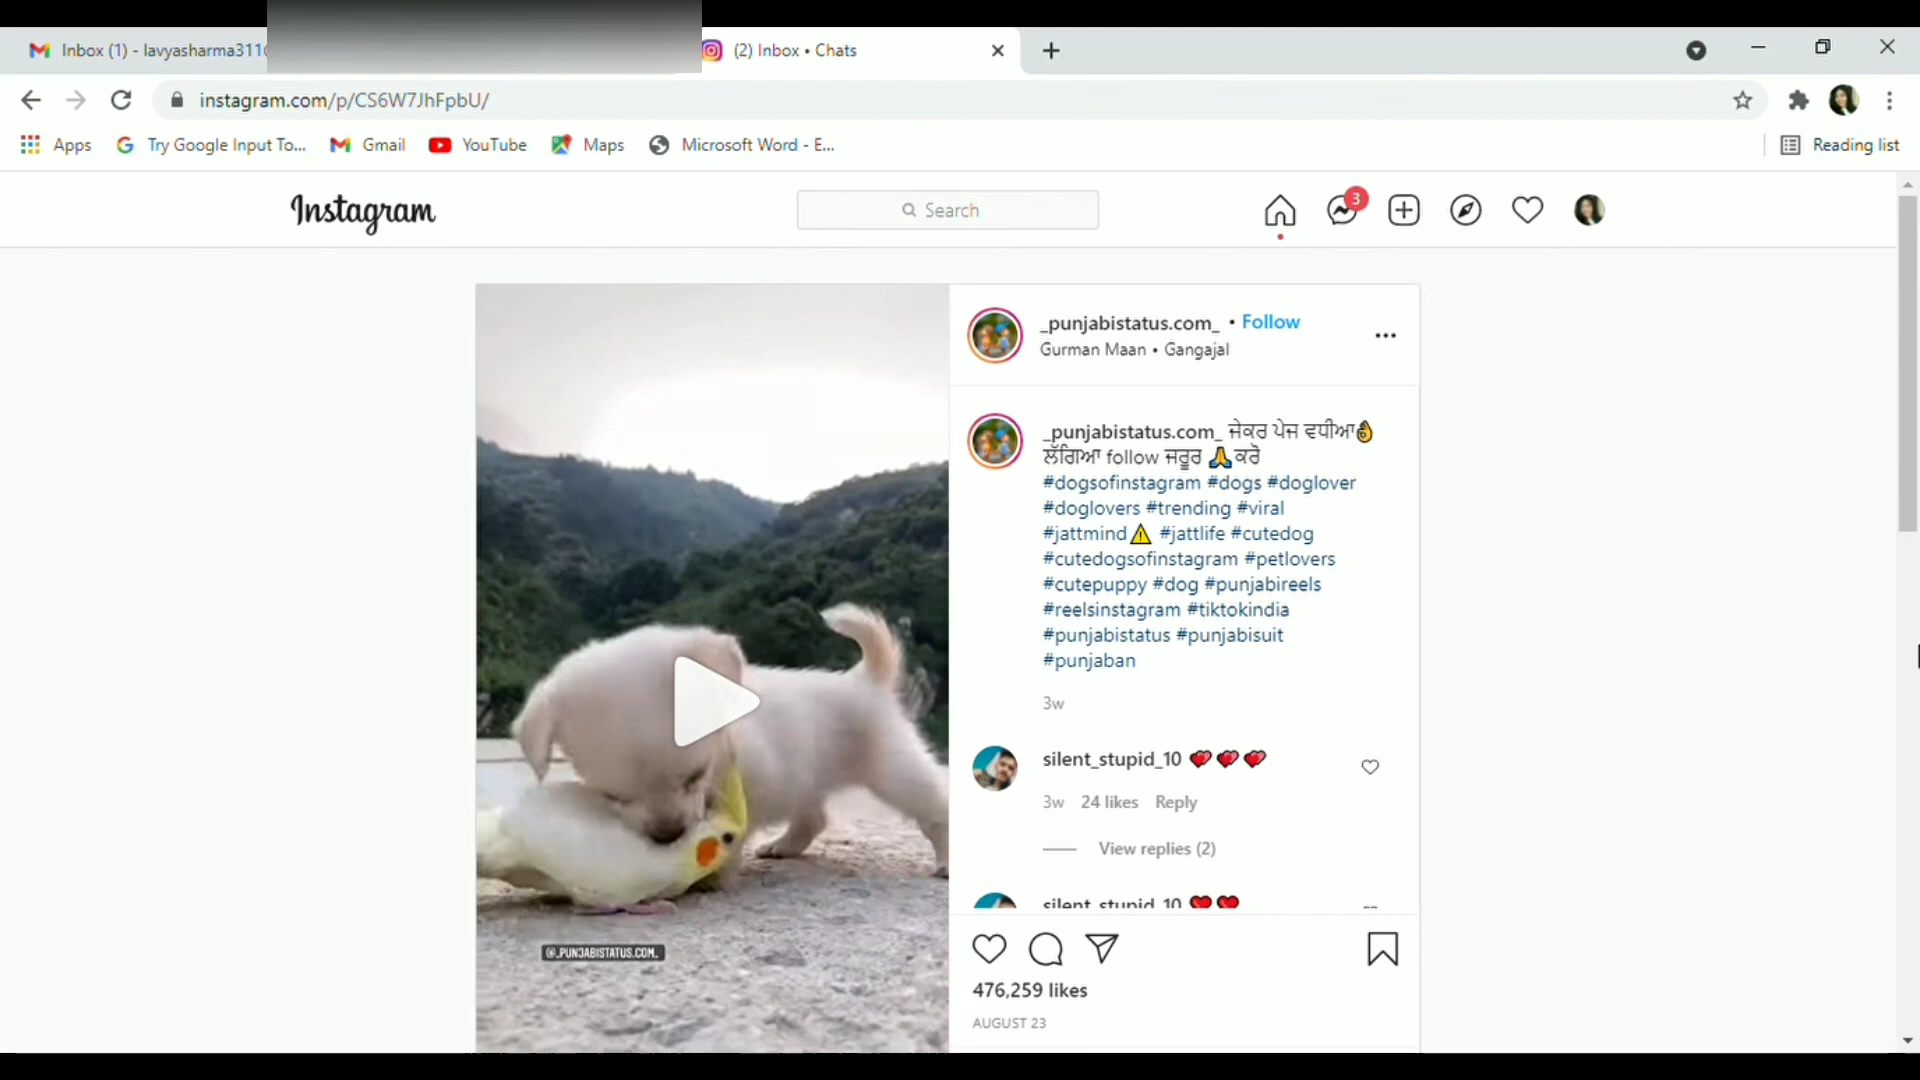 Inbox (1) - lavyasharma311
(2) Inbox • Chats
instagram.com/p/CS6W7JhFpbU/
Apps
Try Google Input To...
Gmail
YouTube
Maps
Microsoft Word - E...
Reading list
Instagram
Search
3
_punjabistatus.com_ • Follow
Gurman Maan • Gangajal
_punjabistatus.com_ ਜੇਕਰ ਪੇਜ ਵਧੀਆ👌
ਲੱਗਿਆ follow ਜਰੂਰ 🙏ਕਰੋ
#dogsofinstagram #dogs #doglover
#doglovers #trending #viral
#jattmind⚠ #jattlife #cutedog
#cutedogsofinstagram #petlovers
#cutepuppy #dog #punjabireels
#reelsinstagram #tiktokindia
#punjabistatus #punjabisuit
#punjaban
3w
silent_stupid_10 💕💕💕
3w 24 likes Reply
View replies (2)
silent_stupid_10 ❤❤
476,259 likes
AUGUST 23
@_PUNJABISTATUS.COM_